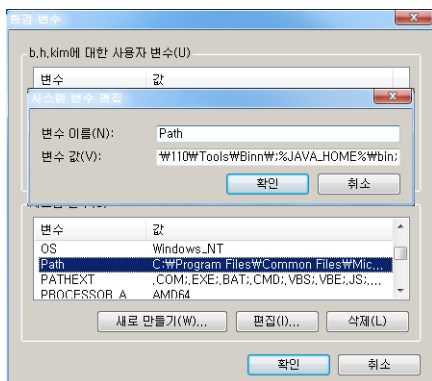 환경 변수
b.h.kim에 대한 사용자 변수(U)
변수 값
시스템 변수 편집
변수 이름(N): Path
변수 값(V): ₩110₩Tools₩Binn₩;%JAVA_HOME%₩bin;
확인 취소
변수 값
OS Windows_NT
Path C:₩Program Files₩Common Files₩Mic...
PATHEXT .COM;.EXE;.BAT;.CMD;.VBS;.VBE;.JS;....
PROCESSOR_A AMD64
새로 만들기(W)... 편집(I)... 삭제(L)
확인 취소